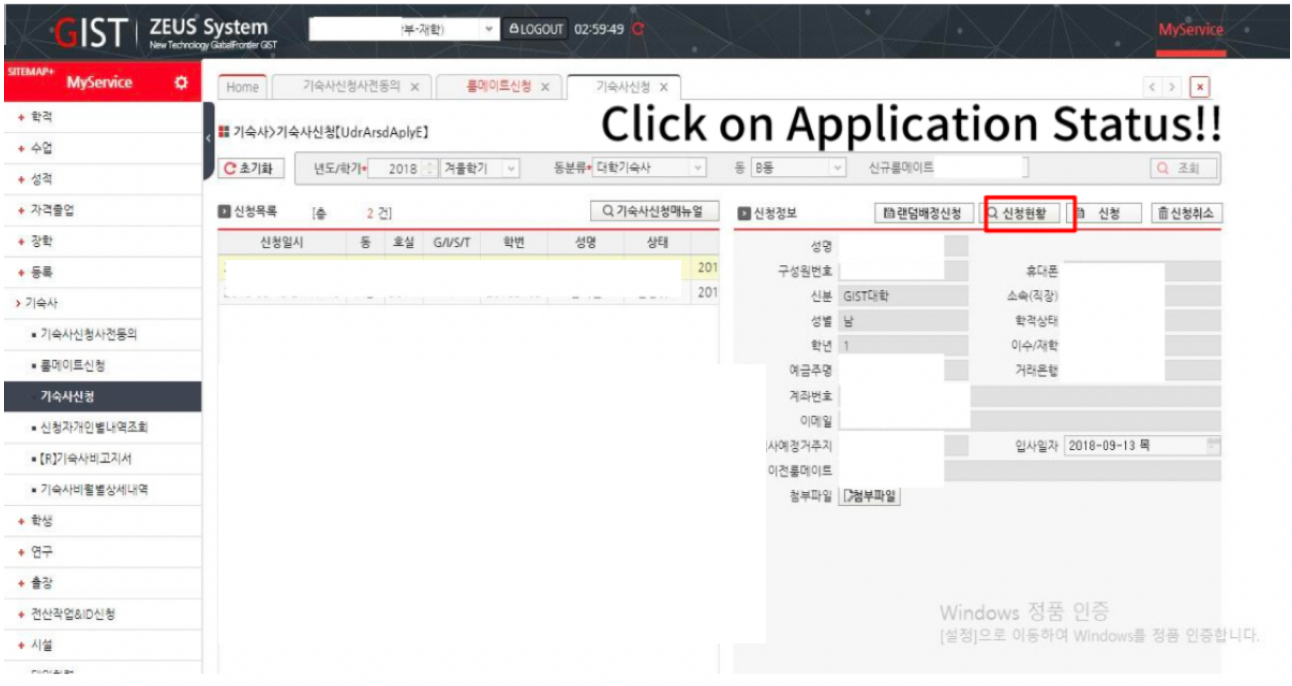 GIST ZEUS System
New Technology GlobalFrontier GIST
부-재학) LOGOUT 02:59:49
MyService
SITEMAP+
MyService
Home 기숙사신청사전동의 × 룸메이트신청 × 기숙사신청 ×
Click on Application Status!!
기숙사>기숙사신청【UdrArsdAplyE】
초기화 년도/학기* 2018 겨울학기 동분류* 대학기숙사 동 B동 신규룸메이트 조회
+ 학적
+ 수업
+ 성적
+ 자격졸업
+ 장학
+ 등록
> 기숙사
▪ 기숙사신청사전동의
▪ 룸메이트신청
기숙사신청
▪ 신청자개인별내역조회
▪ 【R】기숙사비고지서
▪ 기숙사비월별상세내역
+ 학생
+ 연구
+ 출장
+ 전산작업&ID신청
+ 시설
신청목록 [총 2 건] 기숙사신청매뉴얼
신청일시 동 호실 G/I/S/T 학번 성명 상태
201
201
신청정보 랜덤배정신청 신청현황 신청 신청취소
성명
구성원번호 휴대폰
신분 GIST대학 소속(직장)
성별 남 학적상태
학년 1 이수/재학
예금주명 거래은행
계좌번호
이메일
사예정거주지 입사일자 2018-09-13 목
이전룸메이트
첨부파일 첨부파일
Windows 정품 인증
[설정]으로 이동하여 Windows를 정품 인증합니다.